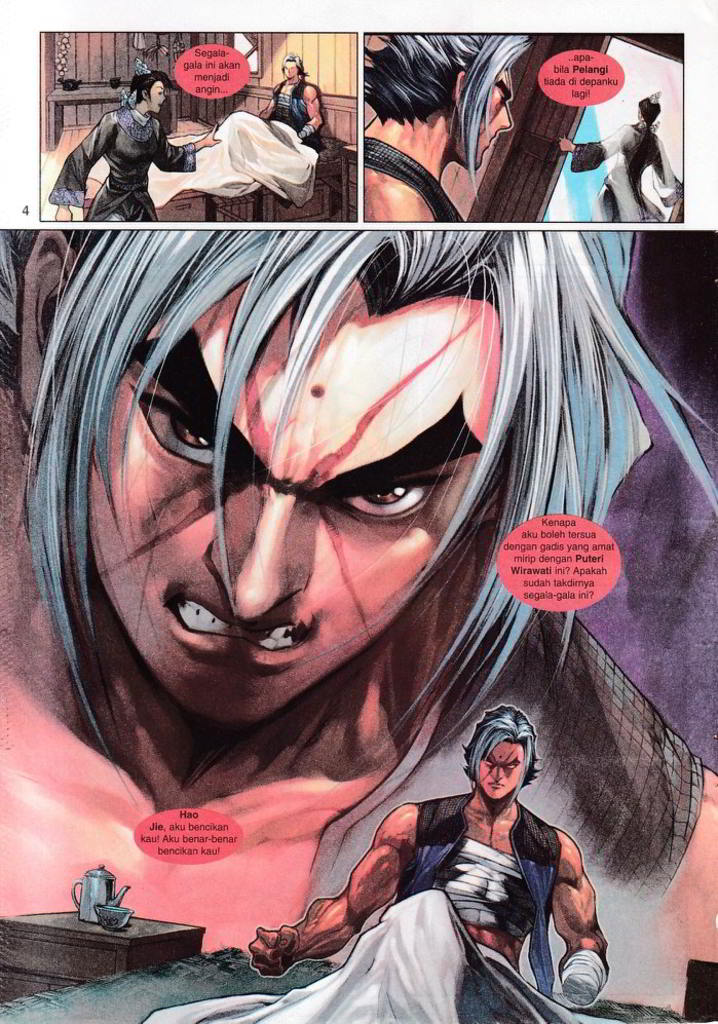 Segala-
gala ini akan
menjadi
angin...
..apa-
bila Pelangi
tiada di depanku
lagi!
4
Kenapa
aku boleh tersua
dengan gadis yang amat
mirip dengan Puteri
Wirawati ini? Apakah
sudah takdirnya
segala-gala ini?
Hao
Jie, aku bencikan
kau! Aku benar-benar
bencikan kau!